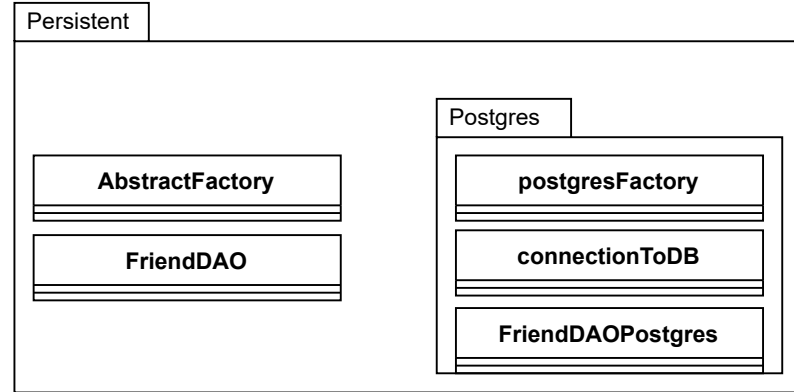 Persistent
Postgres
AbstractFactory
FriendDAO
postgresFactory
connectionToDB
FriendDAOPostgres